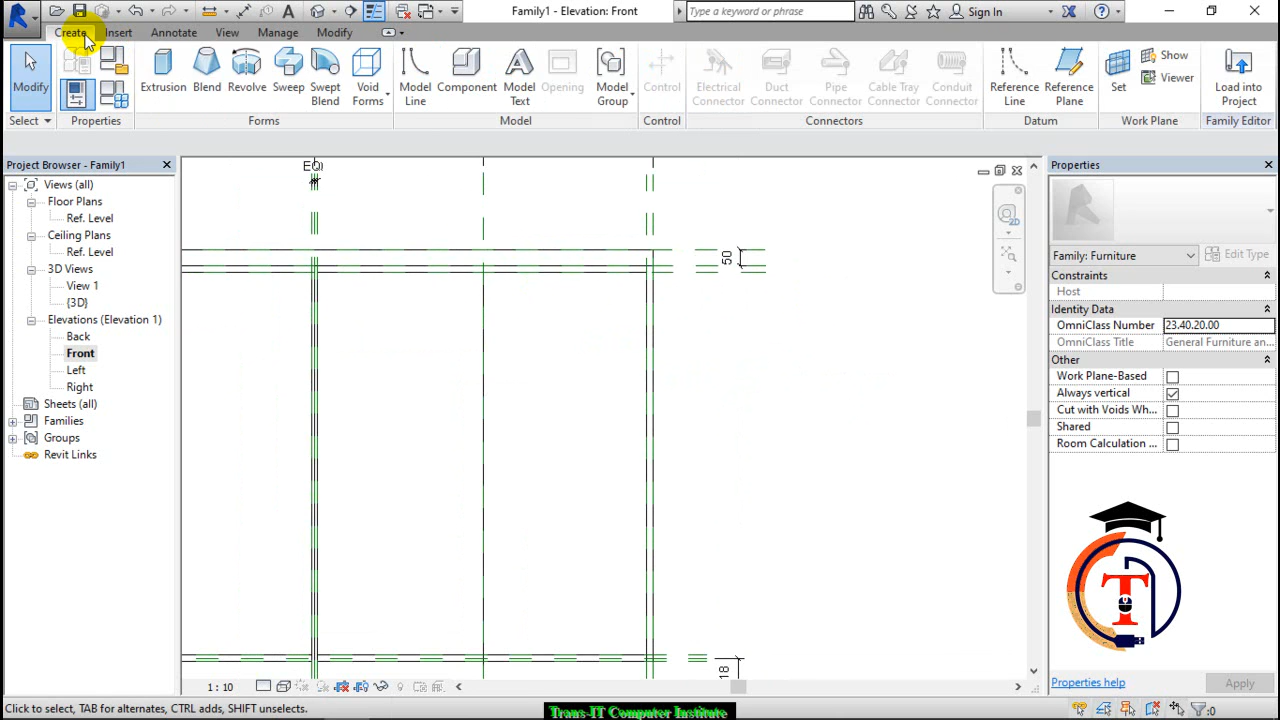 Family1 - Elevation: Front
Type a keyword or phrase
Sign In
Create Insert Annotate View Manage Modify
Modify
Extrusion Blend Revolve Sweep Swept Blend Void Forms
Model Line Component Model Text Opening Model Group
Control
Electrical Connector Duct Connector Pipe Connector Cable Tray Connector Conduit Connector
Reference Line Reference Plane
Set Show Viewer
Load into Project
Select Properties Forms Model Control Connectors Datum Work Plane Family Editor
Project Browser - Family1
Views (all)
Floor Plans
Ref. Level
Ceiling Plans
Ref. Level
3D Views
View 1
{3D}
Elevations (Elevation 1)
Back
Front
Left
Right
Sheets (all)
Families
Groups
Revit Links
EQ
50
18
2D
Properties
Family: Furniture Edit Type
Constraints
Host
Identity Data
OmniClass Number 23.40.20.00
OmniClass Title General Furniture an...
Other
Work Plane-Based
Always vertical
Cut with Voids Wh...
Shared
Room Calculation ...
T
Properties help Apply
1 : 10
Click to select, TAB for alternates, CTRL adds, SHIFT unselects.
Trans-IT Computer Institute
:0